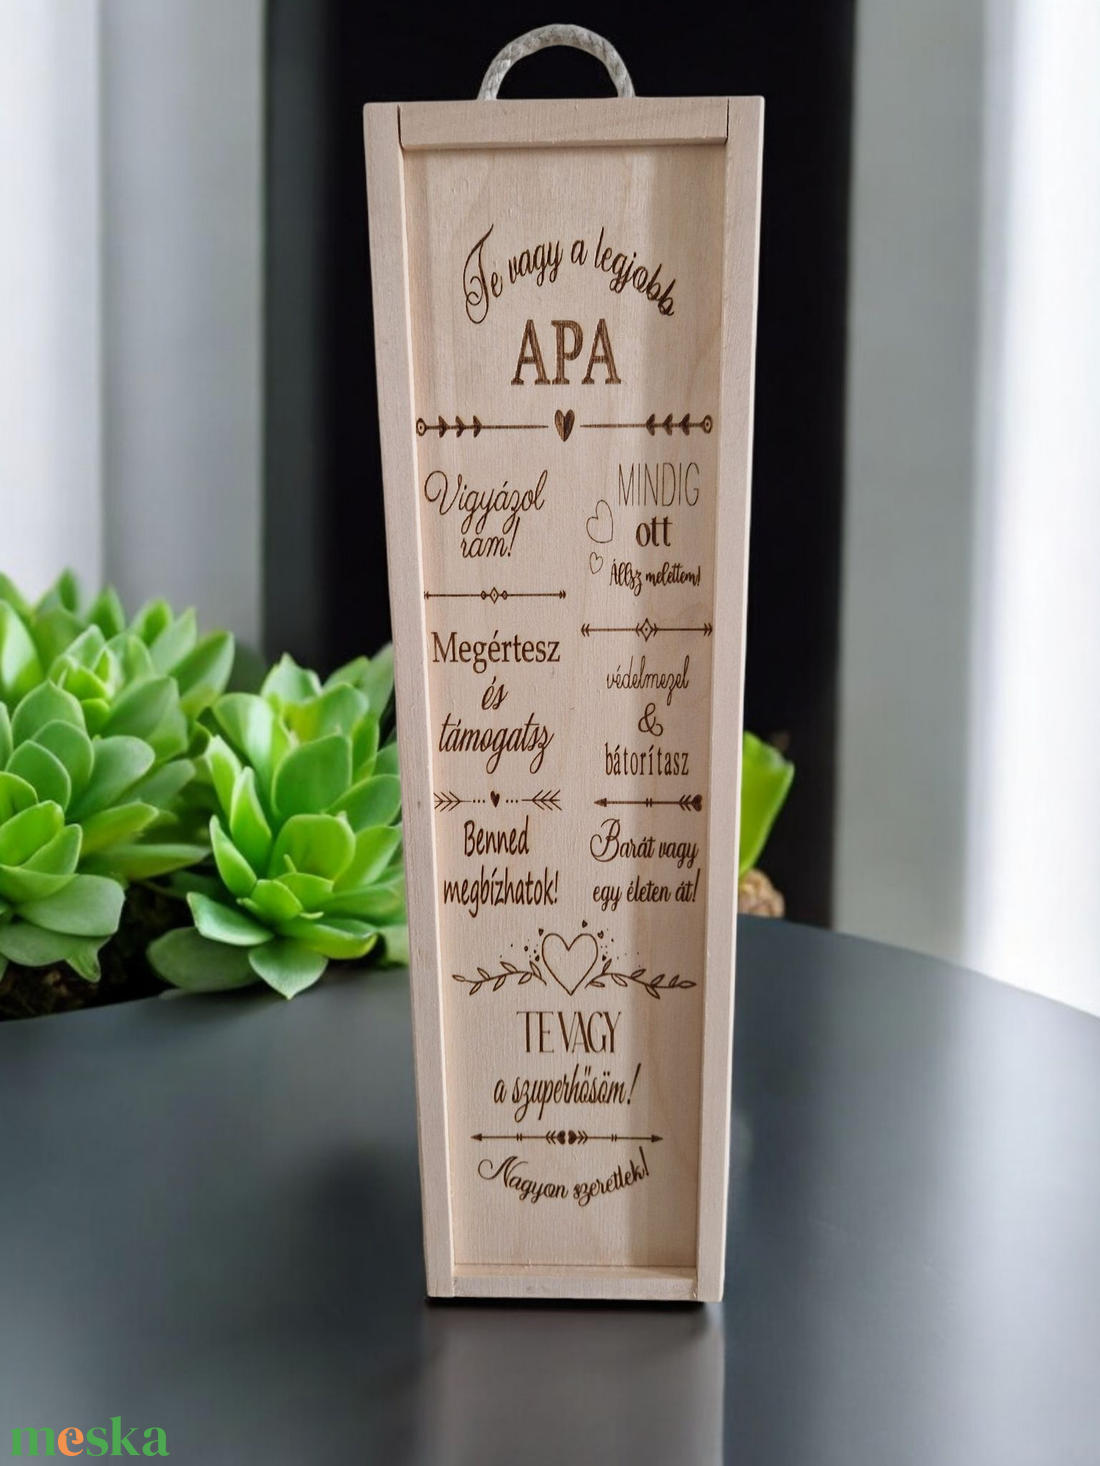 Te vagy a legjobb
APA
Vigyázol
rám!
MINDIG
ott
Állsz melettem!
Megértesz
és
támogatsz
védelmezel
&
bátorítasz
Benned
megbízhatok!
Barát vagy
egy életen át!
TE VAGY
a szuperhősöm!
Nagyon szeretlek!
meska